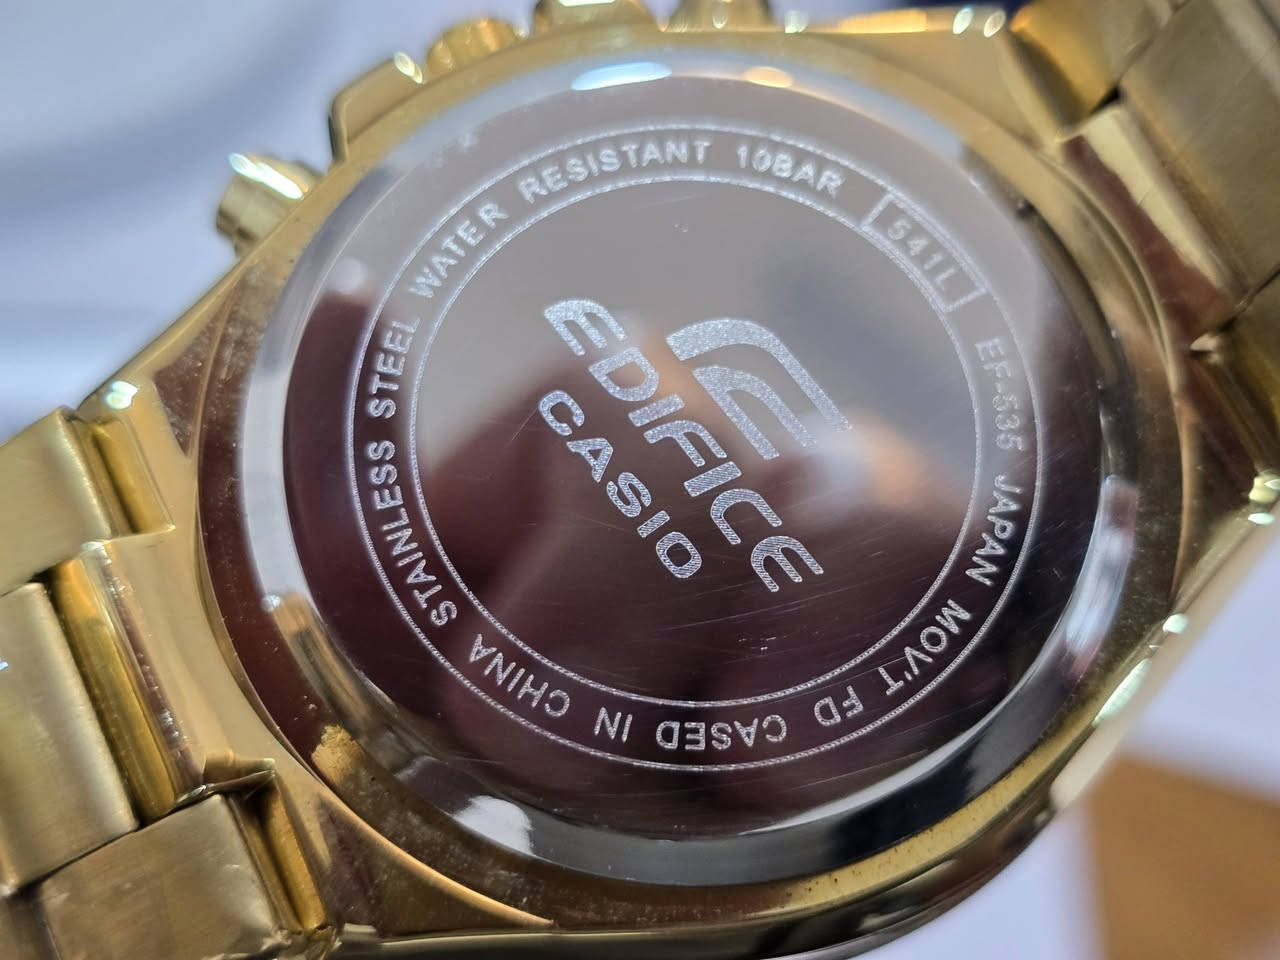 WATER RESISTANT 10BAR 541L EF-535 JAPAN MOV'T FD CASED IN CHINA STAINLESS STEEL
EDIFICE
CASIO